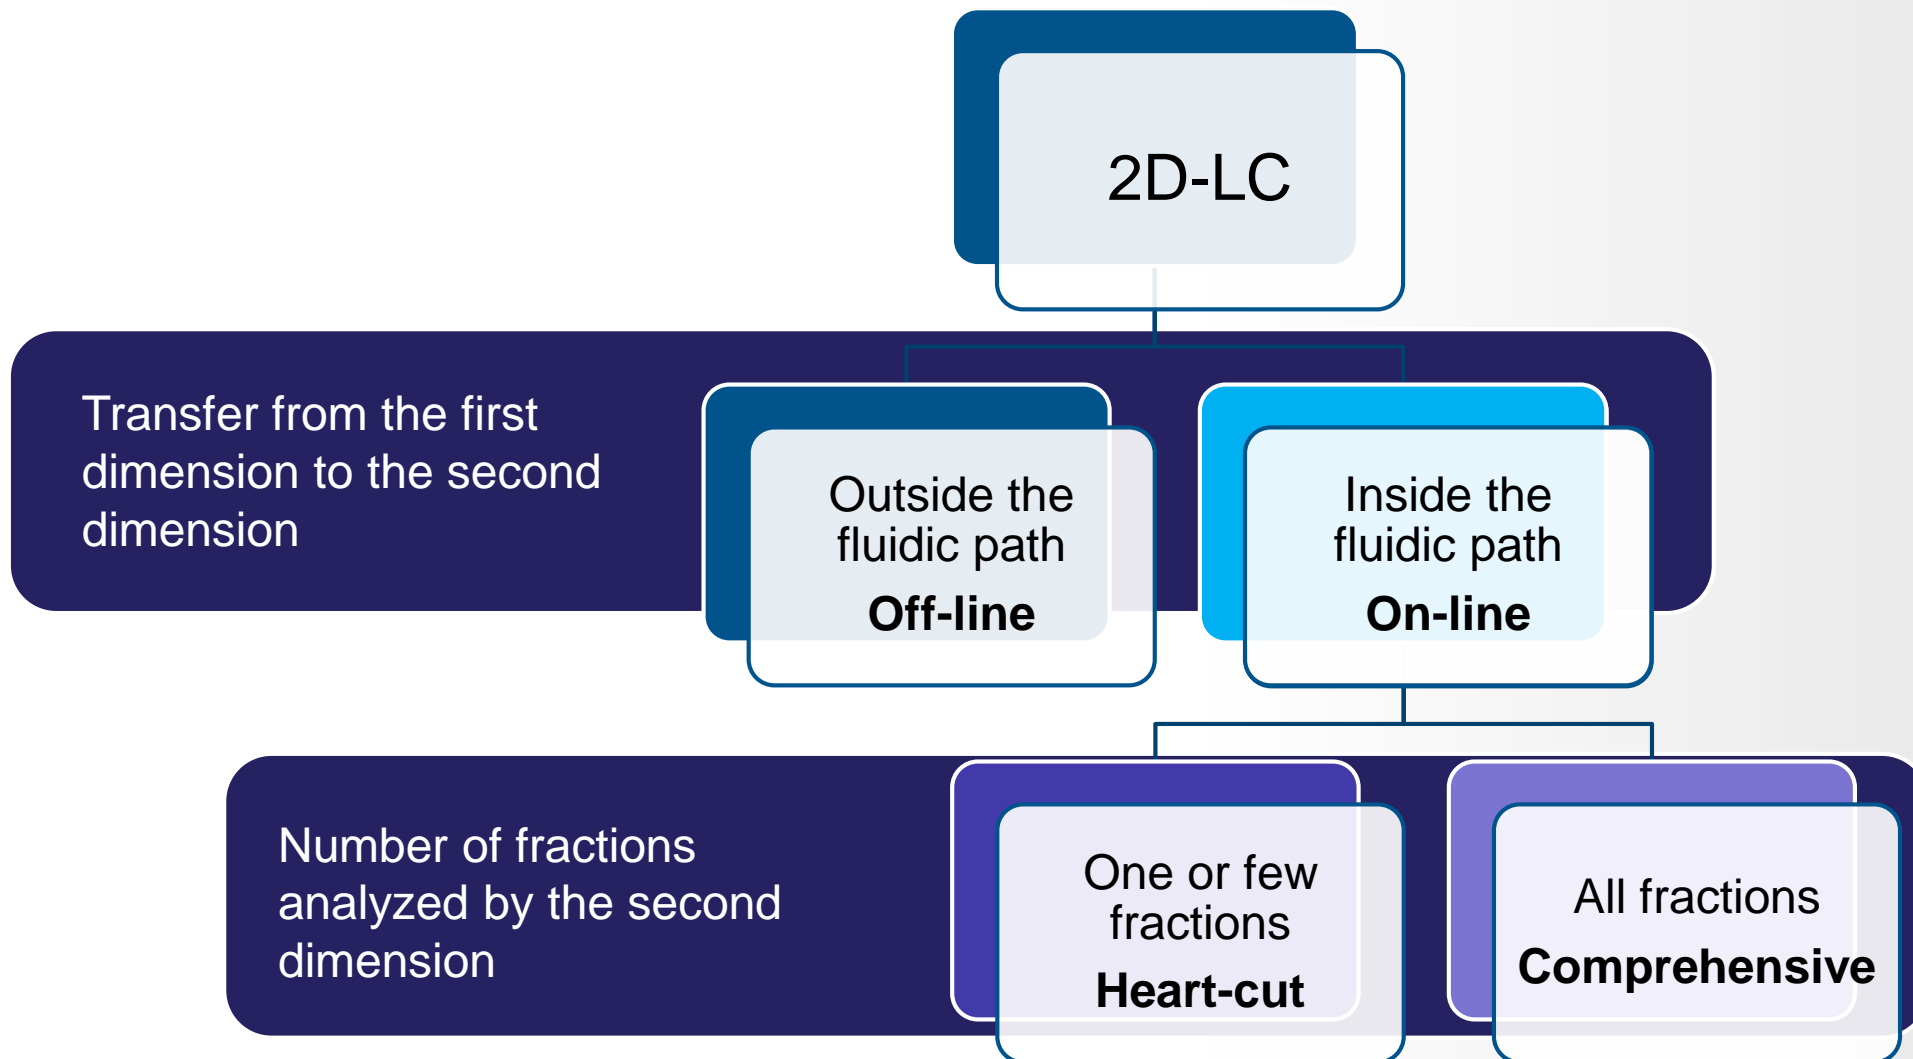 2D-LC
Transfer from the first
dimension to the second
dimension
Outside the
fluidic path
Off-line
Inside the
fluidic path
On-line
Number of fractions
analyzed by the second
dimension
One or few
fractions
Heart-cut
All fractions
Comprehensive